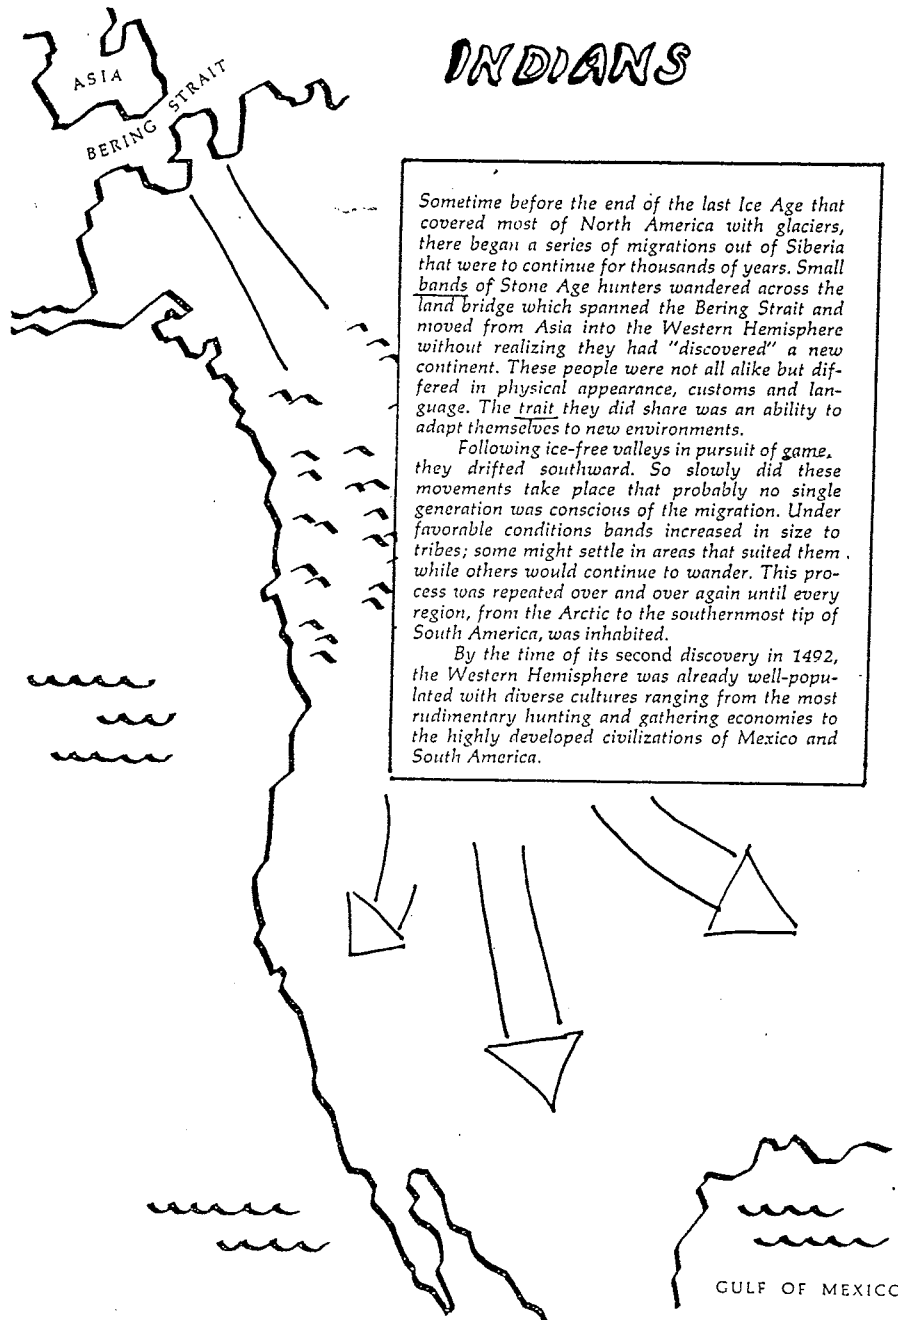 INDIANS
ASIA
BERING STRAIT
Sometime before the end of the last Ice Age that
covered most of North America with glaciers,
there began a series of migrations out of Siberia
that were to continue for thousands of years. Small
bands of Stone Age hunters wandered across the
land bridge which spanned the Bering Strait and
moved from Asia into the Western Hemisphere
without realizing they had "discovered" a new
continent. These people were not all alike but dif-
fered in physical appearance, customs and lan-
guage. The trait they did share was an ability to
adapt themselves to new environments.
Following ice-free valleys in pursuit of game,
they drifted southward. So slowly did these
movements take place that probably no single
generation was conscious of the migration. Under
favorable conditions bands increased in size to
tribes; some might settle in areas that suited them
while others would continue to wander. This pro-
cess was repeated over and over again until every
region, from the Arctic to the southernmost tip of
South America, was inhabited.
By the time of its second discovery in 1492,
the Western Hemisphere was already well-popu-
lated with diverse cultures ranging from the most
rudimentary hunting and gathering economies to
the highly developed civilizations of Mexico and
South America.
GULF OF MEXICO